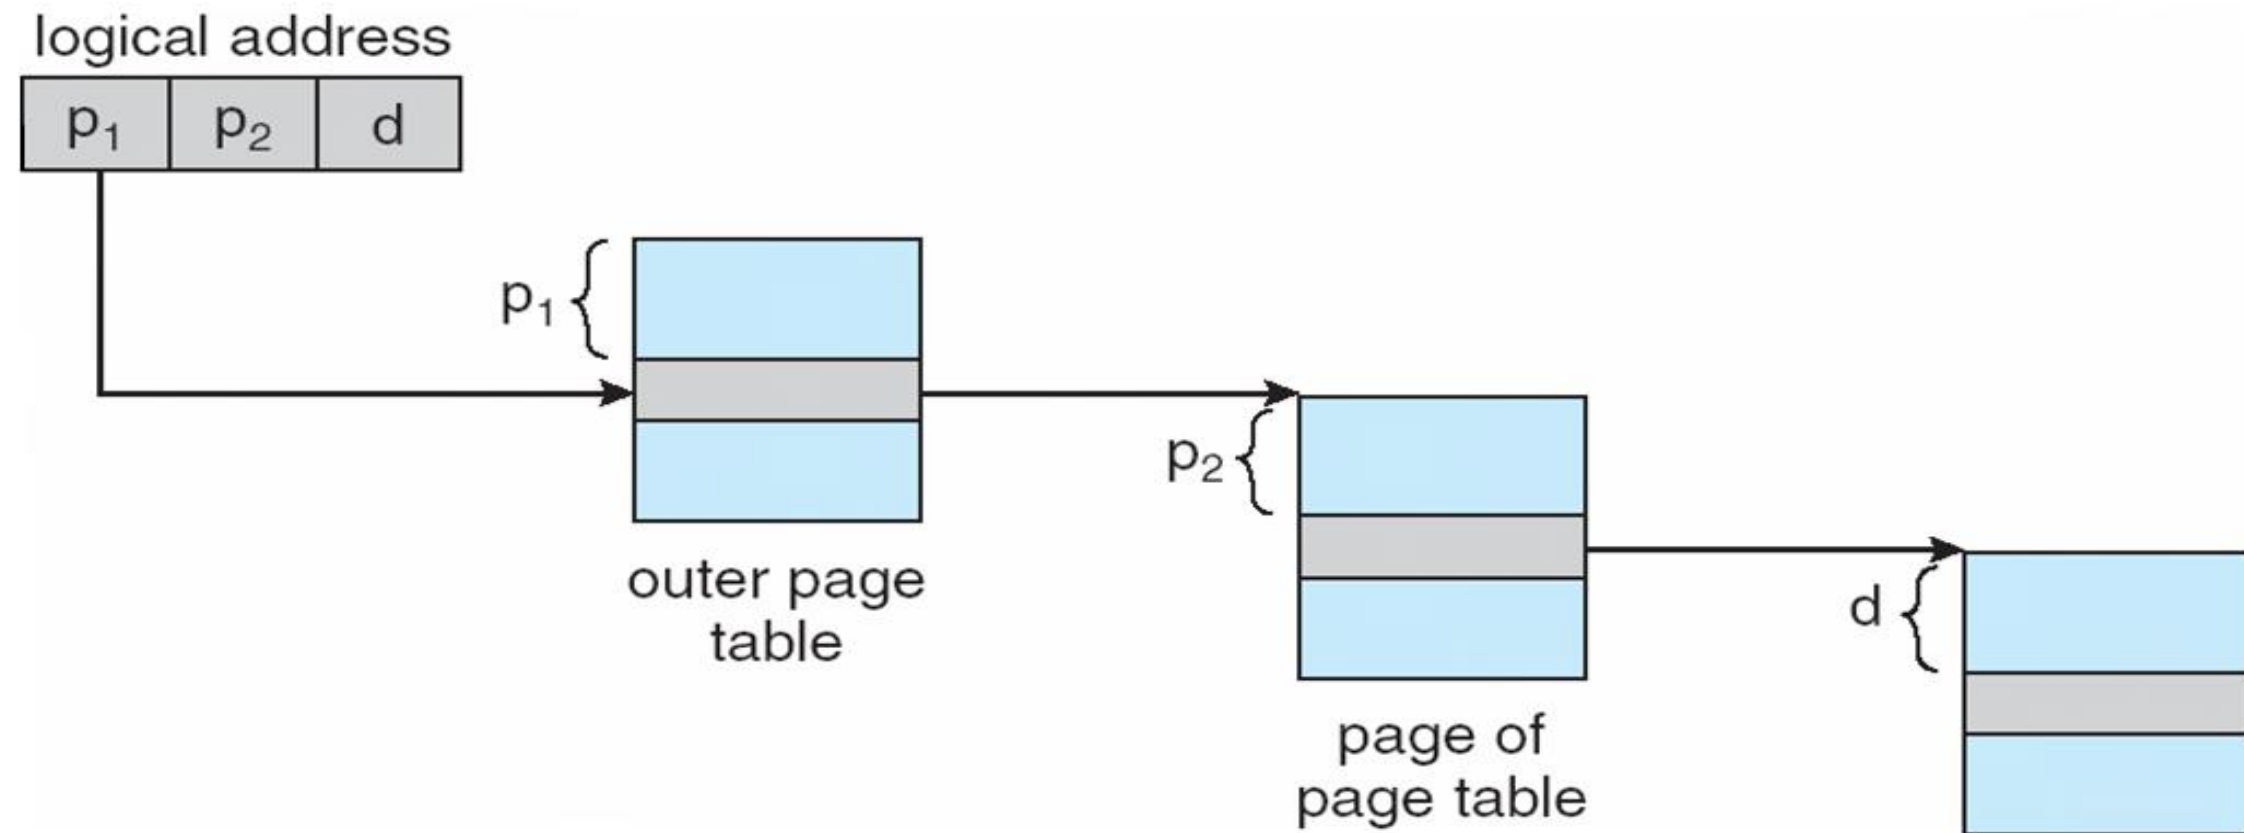 logical address
p₁ p₂ d
p₁
p₂
d
outer page
table
page of
page table